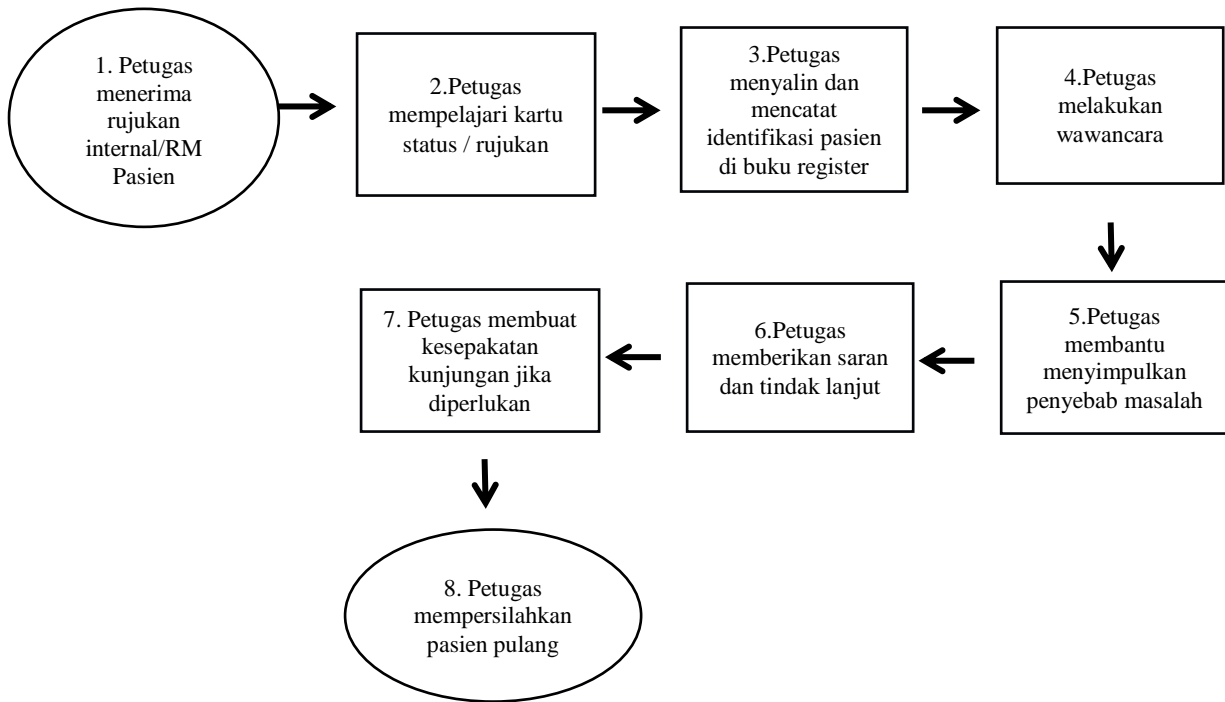 1. Petugas
menerima
rujukan
internal/RM
Pasien
2.Petugas
mempelajari kartu
status / rujukan
3.Petugas
menyalin dan
mencatat
identifikasi pasien
di buku register
4.Petugas
melakukan
wawancara
5.Petugas
membantu
menyimpulkan
penyebab masalah
6.Petugas
memberikan saran
dan tindak lanjut
7. Petugas membuat
kesepakatan
kunjungan jika
diperlukan
8. Petugas
mempersilahkan
pasien pulang